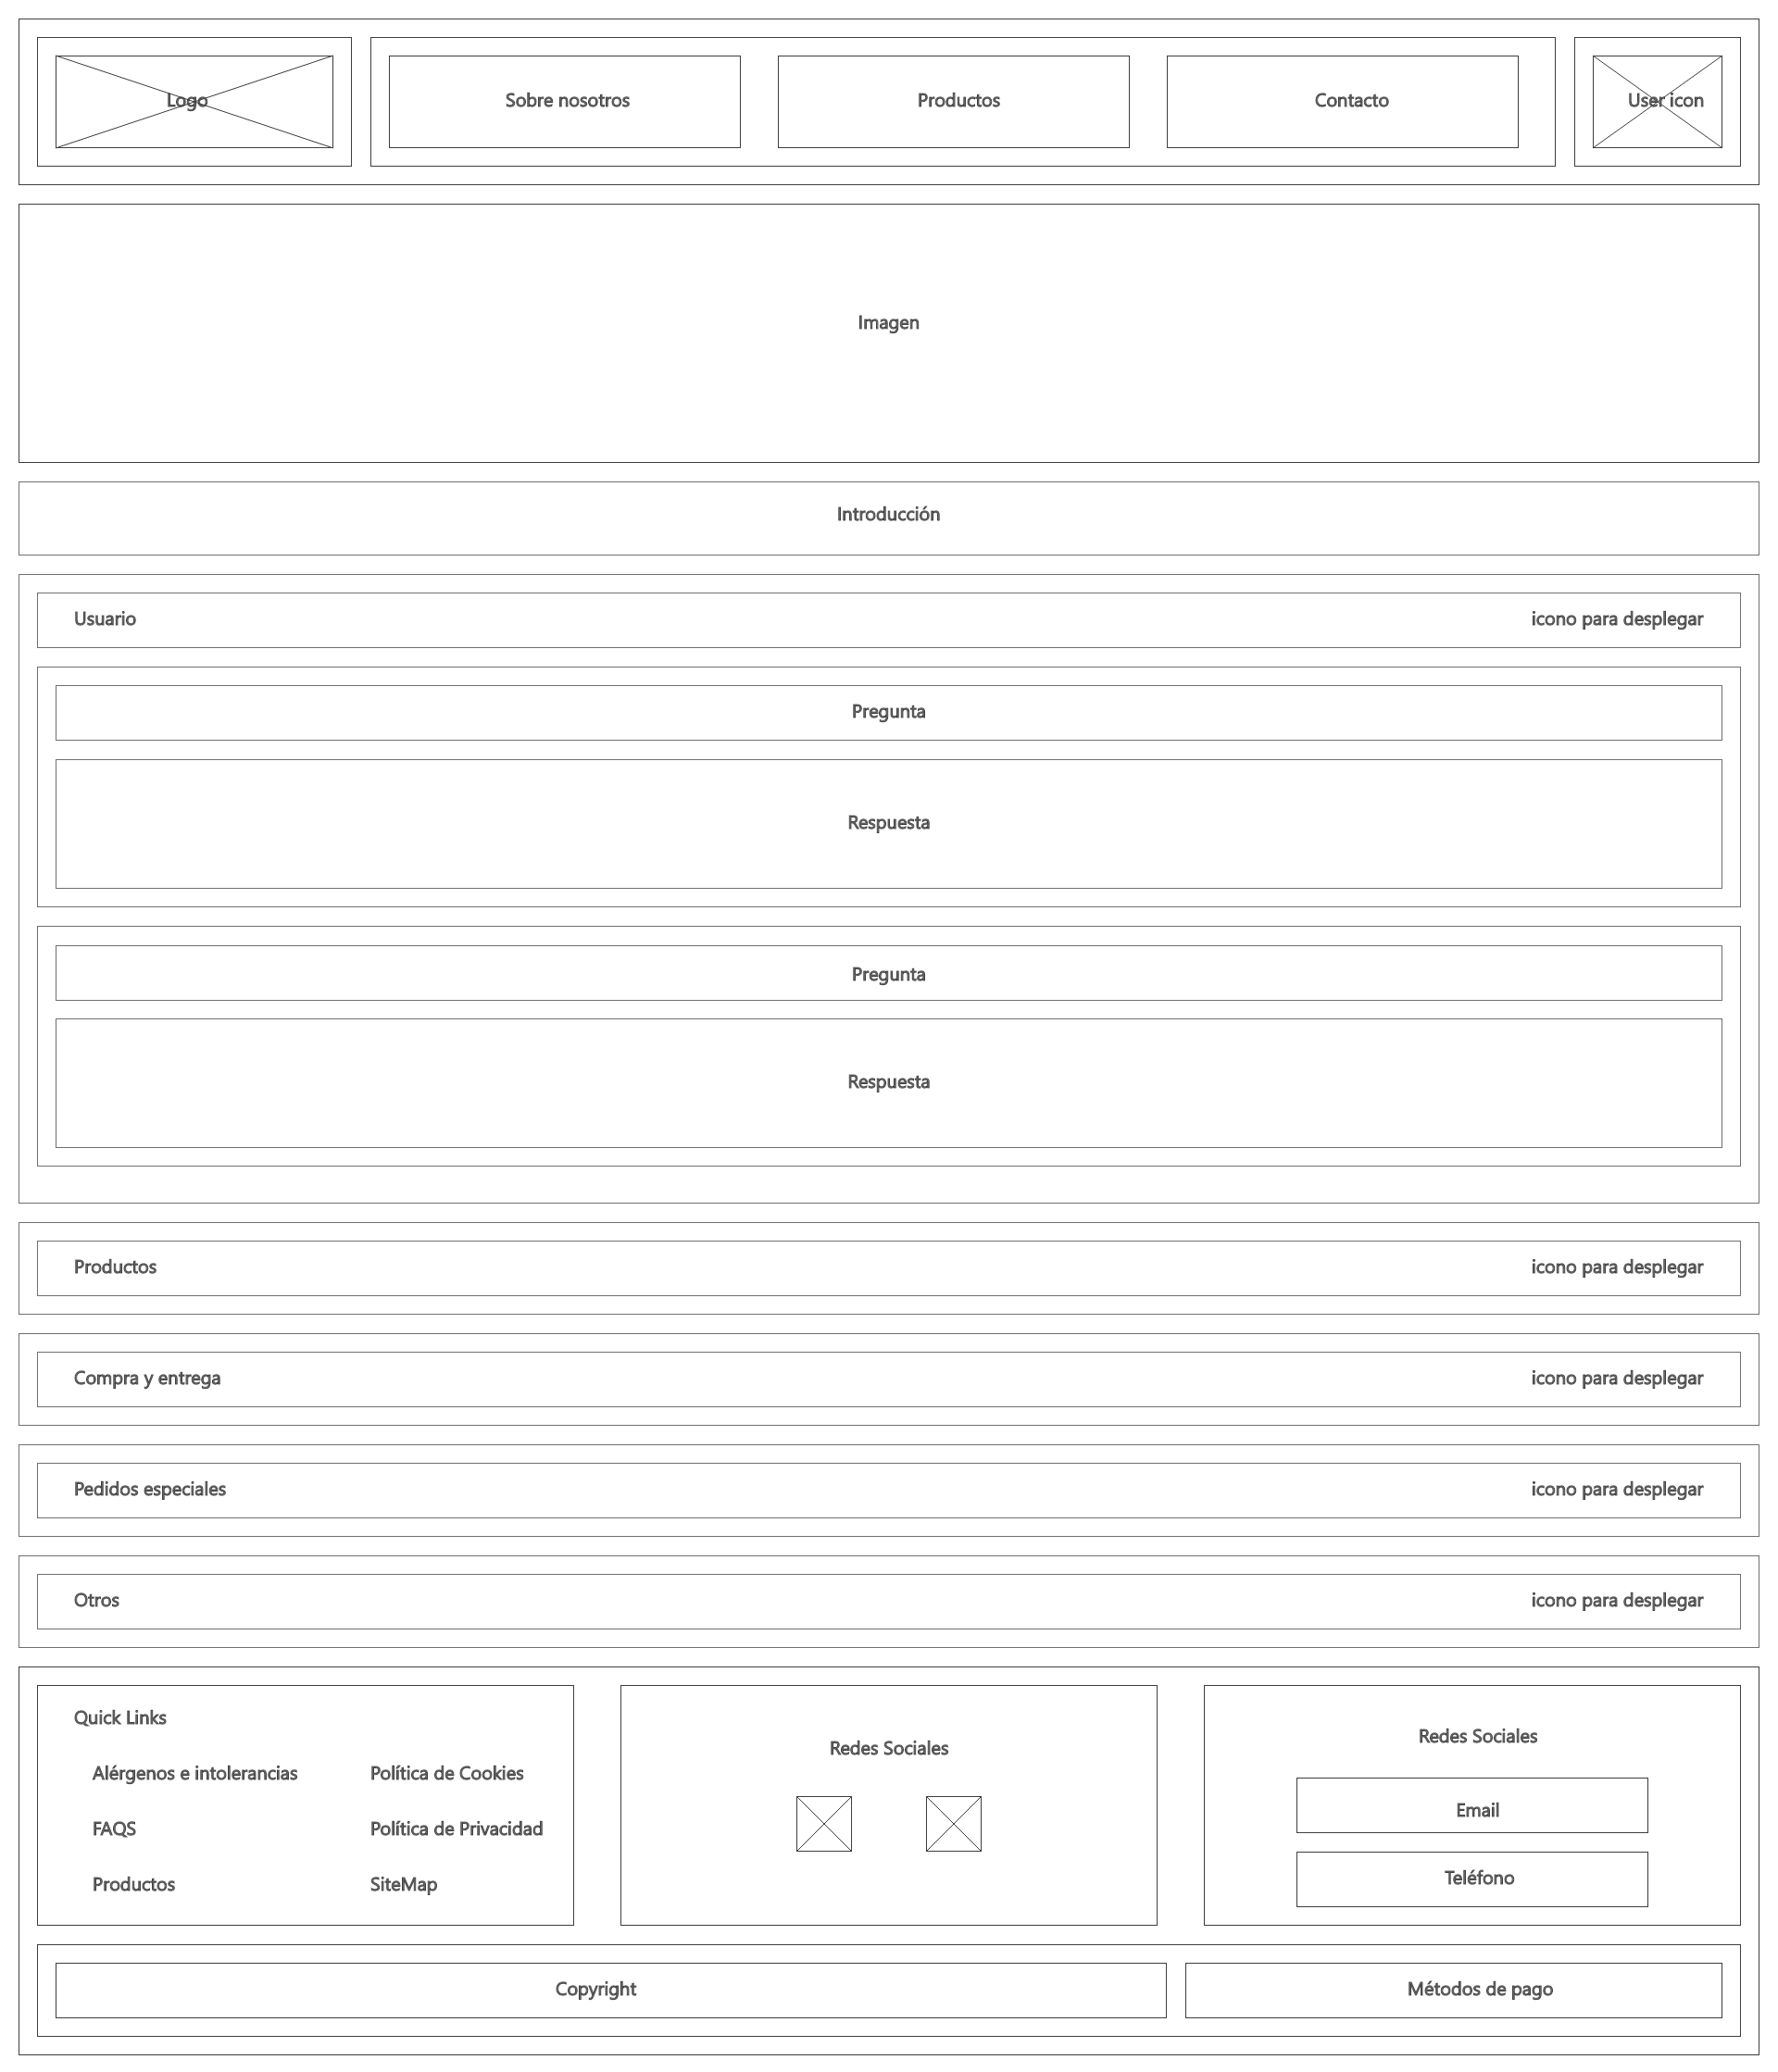 Logo
Sobre nosotros
Productos
Contacto
User icon
Imagen
Introducción
Usuario
icono para desplegar
Pregunta
Respuesta
Pregunta
Respuesta
Productos
icono para desplegar
Compra y entrega
icono para desplegar
Pedidos especiales
icono para desplegar
Otros
icono para desplegar
Quick Links
Alérgenos e intolerancias
Política de Cookies
FAQS
Política de Privacidad
Productos
SiteMap
Redes Sociales
Redes Sociales
Email
Teléfono
Copyright
Métodos de pago